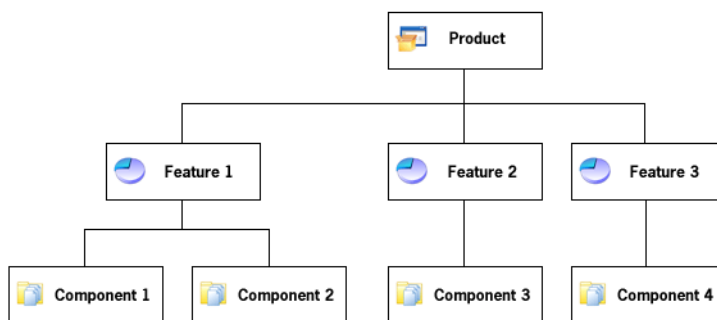 Product
Feature 1
Feature 2
Feature 3
Component 1
Component 2
Component 3
Component 4